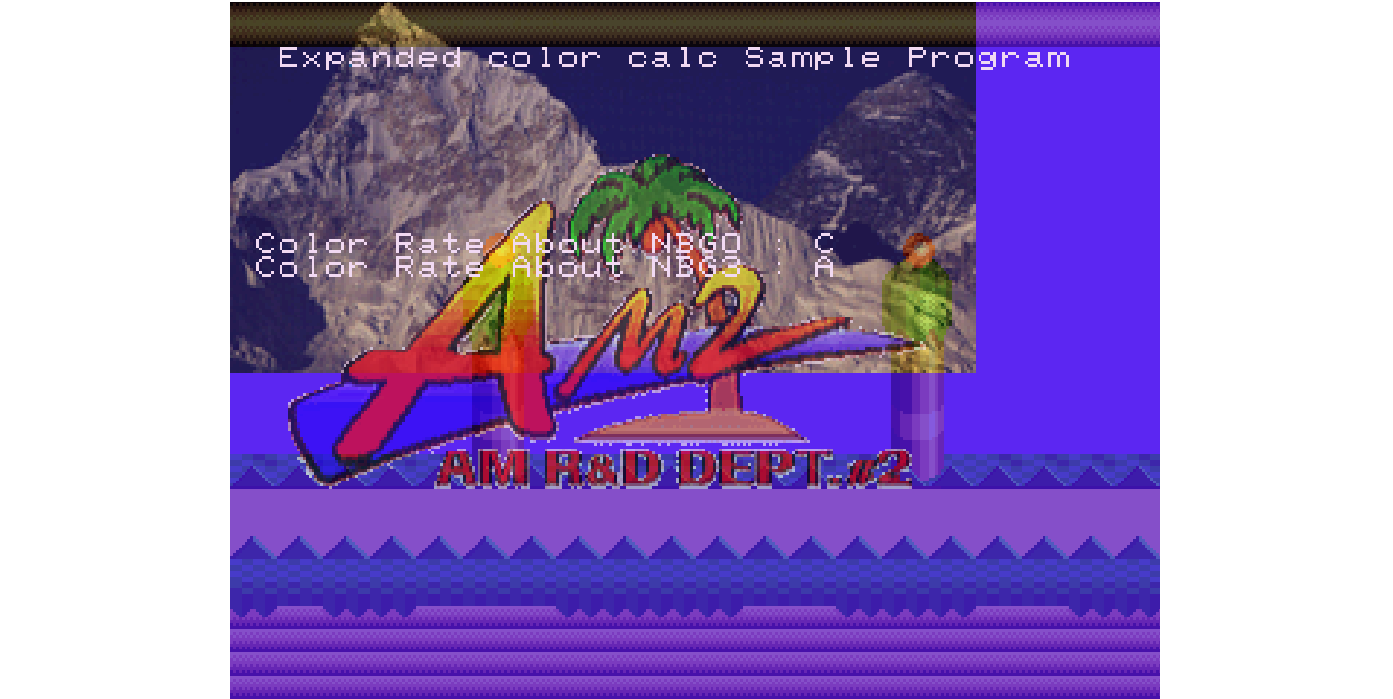 Expanded color calc Sample Program
Color Rate About NBG0 : C
Color Rate About NBG3 : A
AM2
AM R&D DEPT.#2